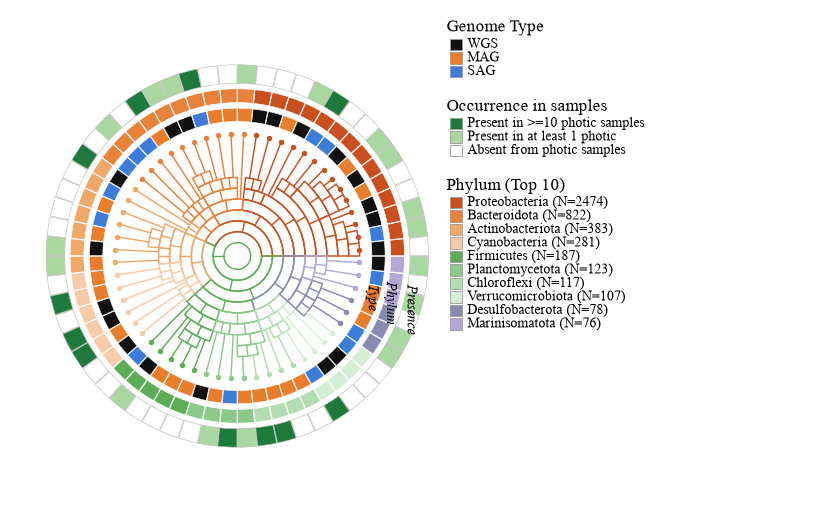 Genome Type
WGS
MAG
SAG
Occurrence in samples
Present in >=10 photic samples
Present in at least 1 photic
Absent from photic samples
Phylum (Top 10)
Proteobacteria (N=2474)
Bacteroidota (N=822)
Actinobacteriota (N=383)
Cyanobacteria (N=281)
Firmicutes (N=187)
Planctomycetota (N=123)
Chloroflexi (N=117)
Verrucomicrobiota (N=107)
Desulfobacterota (N=78)
Marinisomatota (N=76)
Type
Phylum
Presence